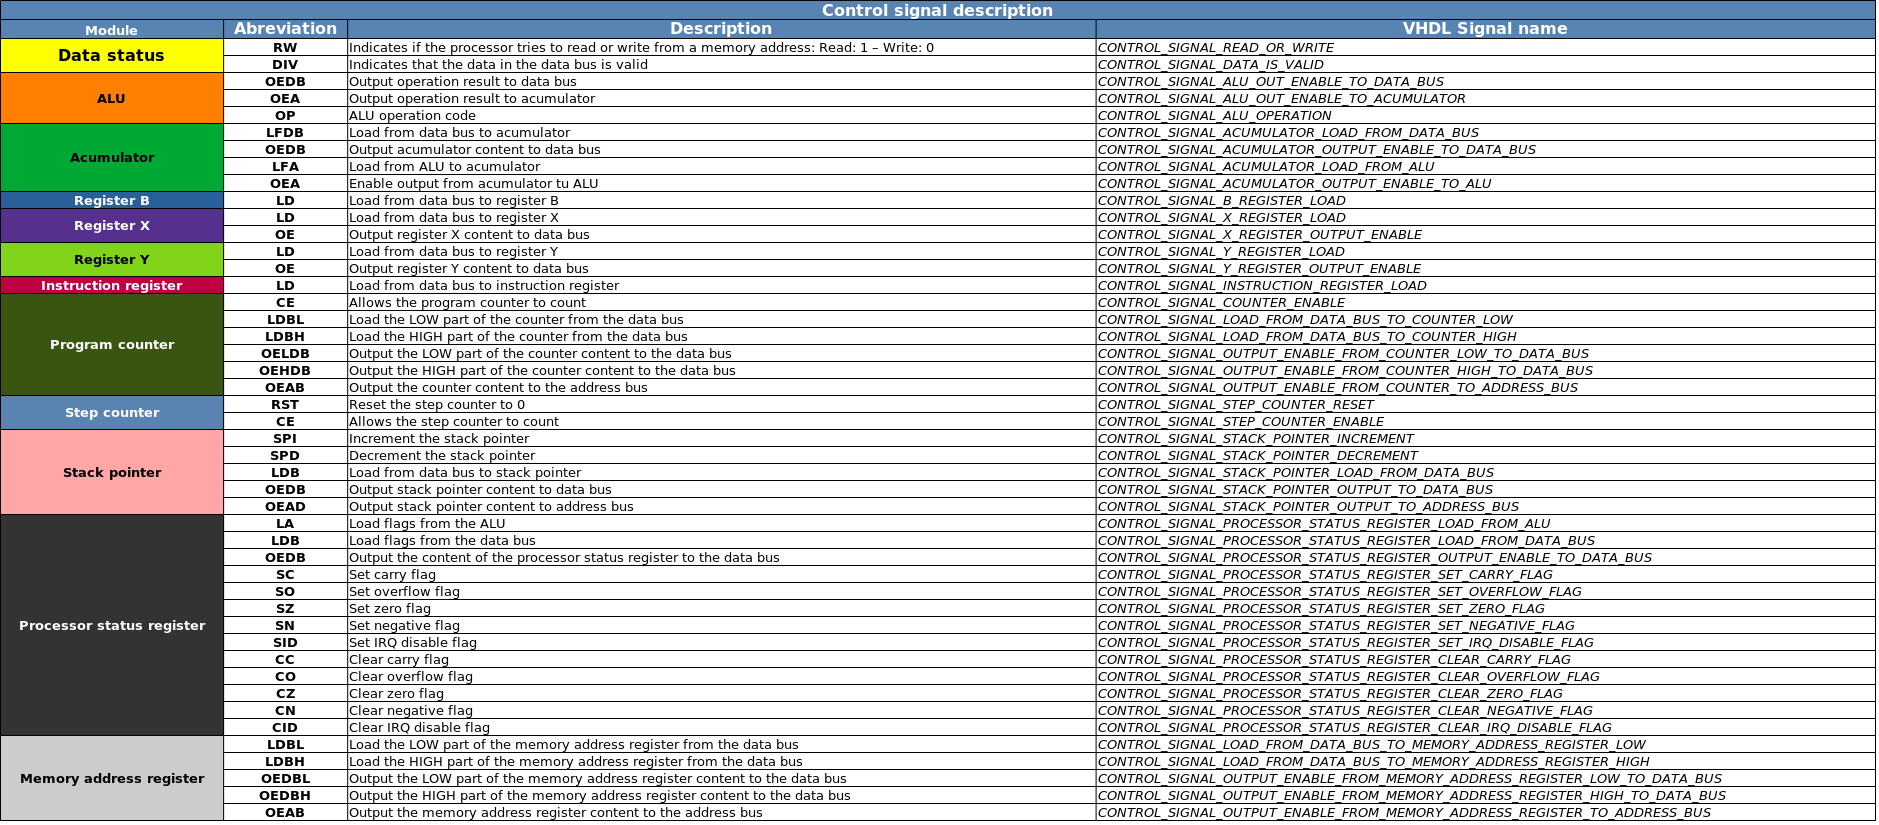 Control signal description
Module Abreviation Description VHDL Signal name
Data status
RW Indicates if the processor tries to read or write from a memory address: Read: 1 – Write: 0 CONTROL_SIGNAL_READ_OR_WRITE
DIV Indicates that the data in the data bus is valid CONTROL_SIGNAL_DATA_IS_VALID
ALU
OEDB Output operation result to data bus CONTROL_SIGNAL_ALU_OUT_ENABLE_TO_DATA_BUS
OEA Output operation result to acumulator CONTROL_SIGNAL_ALU_OUT_ENABLE_TO_ACUMULATOR
OP ALU operation code CONTROL_SIGNAL_ALU_OPERATION
Acumulator
LFDB Load from data bus to acumulator CONTROL_SIGNAL_ACUMULATOR_LOAD_FROM_DATA_BUS
OEDB Output acumulator content to data bus CONTROL_SIGNAL_ACUMULATOR_OUTPUT_ENABLE_TO_DATA_BUS
LFA Load from ALU to acumulator CONTROL_SIGNAL_ACUMULATOR_LOAD_FROM_ALU
OEA Enable output from acumulator tu ALU CONTROL_SIGNAL_ACUMULATOR_OUTPUT_ENABLE_TO_ALU
Register B LD Load from data bus to register B CONTROL_SIGNAL_B_REGISTER_LOAD
Register X
LD Load from data bus to register X CONTROL_SIGNAL_X_REGISTER_LOAD
OE Output register X content to data bus CONTROL_SIGNAL_X_REGISTER_OUTPUT_ENABLE
Register Y
LD Load from data bus to register Y CONTROL_SIGNAL_Y_REGISTER_LOAD
OE Output register Y content to data bus CONTROL_SIGNAL_Y_REGISTER_OUTPUT_ENABLE
Instruction register LD Load from data bus to instruction register CONTROL_SIGNAL_INSTRUCTION_REGISTER_LOAD
Program counter
CE Allows the program counter to count CONTROL_SIGNAL_COUNTER_ENABLE
LDBL Load the LOW part of the counter from the data bus CONTROL_SIGNAL_LOAD_FROM_DATA_BUS_TO_COUNTER_LOW
LDBH Load the HIGH part of the counter from the data bus CONTROL_SIGNAL_LOAD_FROM_DATA_BUS_TO_COUNTER_HIGH
OELDB Output the LOW part of the counter content to the data bus CONTROL_SIGNAL_OUTPUT_ENABLE_FROM_COUNTER_LOW_TO_DATA_BUS
OEHDB Output the HIGH part of the counter content to the data bus CONTROL_SIGNAL_OUTPUT_ENABLE_FROM_COUNTER_HIGH_TO_DATA_BUS
OEAB Output the counter content to the address bus CONTROL_SIGNAL_OUTPUT_ENABLE_FROM_COUNTER_TO_ADDRESS_BUS
Step counter
RST Reset the step counter to 0 CONTROL_SIGNAL_STEP_COUNTER_RESET
CE Allows the step counter to count CONTROL_SIGNAL_STEP_COUNTER_ENABLE
Stack pointer
SPI Increment the stack pointer CONTROL_SIGNAL_STACK_POINTER_INCREMENT
SPD Decrement the stack pointer CONTROL_SIGNAL_STACK_POINTER_DECREMENT
LDB Load from data bus to stack pointer CONTROL_SIGNAL_STACK_POINTER_LOAD_FROM_DATA_BUS
OEDB Output stack pointer content to data bus CONTROL_SIGNAL_STACK_POINTER_OUTPUT_TO_DATA_BUS
OEAD Output stack pointer content to address bus CONTROL_SIGNAL_STACK_POINTER_OUTPUT_TO_ADDRESS_BUS
Processor status register
LA Load flags from the ALU CONTROL_SIGNAL_PROCESSOR_STATUS_REGISTER_LOAD_FROM_ALU
LDB Load flags from the data bus CONTROL_SIGNAL_PROCESSOR_STATUS_REGISTER_LOAD_FROM_DATA_BUS
OEDB Output the content of the processor status register to the data bus CONTROL_SIGNAL_PROCESSOR_STATUS_REGISTER_OUTPUT_ENABLE_TO_DATA_BUS
SC Set carry flag CONTROL_SIGNAL_PROCESSOR_STATUS_REGISTER_SET_CARRY_FLAG
SO Set overflow flag CONTROL_SIGNAL_PROCESSOR_STATUS_REGISTER_SET_OVERFLOW_FLAG
SZ Set zero flag CONTROL_SIGNAL_PROCESSOR_STATUS_REGISTER_SET_ZERO_FLAG
SN Set negative flag CONTROL_SIGNAL_PROCESSOR_STATUS_REGISTER_SET_NEGATIVE_FLAG
SID Set IRQ disable flag CONTROL_SIGNAL_PROCESSOR_STATUS_REGISTER_SET_IRQ_DISABLE_FLAG
CC Clear carry flag CONTROL_SIGNAL_PROCESSOR_STATUS_REGISTER_CLEAR_CARRY_FLAG
CO Clear overflow flag CONTROL_SIGNAL_PROCESSOR_STATUS_REGISTER_CLEAR_OVERFLOW_FLAG
CZ Clear zero flag CONTROL_SIGNAL_PROCESSOR_STATUS_REGISTER_CLEAR_ZERO_FLAG
CN Clear negative flag CONTROL_SIGNAL_PROCESSOR_STATUS_REGISTER_CLEAR_NEGATIVE_FLAG
CID Clear IRQ disable flag CONTROL_SIGNAL_PROCESSOR_STATUS_REGISTER_CLEAR_IRQ_DISABLE_FLAG
Memory address register
LDBL Load the LOW part of the memory address register from the data bus CONTROL_SIGNAL_LOAD_FROM_DATA_BUS_TO_MEMORY_ADDRESS_REGISTER_LOW
LDBH Load the HIGH part of the memory address register from the data bus CONTROL_SIGNAL_LOAD_FROM_DATA_BUS_TO_MEMORY_ADDRESS_REGISTER_HIGH
OEDBL Output the LOW part of the memory address register content to the data bus CONTROL_SIGNAL_OUTPUT_ENABLE_FROM_MEMORY_ADDRESS_REGISTER_LOW_TO_DATA_BUS
OEDBH Output the HIGH part of the memory address register content to the data bus CONTROL_SIGNAL_OUTPUT_ENABLE_FROM_MEMORY_ADDRESS_REGISTER_HIGH_TO_DATA_BUS
OEAB Output the memory address register content to the address bus CONTROL_SIGNAL_OUTPUT_ENABLE_FROM_MEMORY_ADDRESS_REGISTER_TO_ADDRESS_BUS